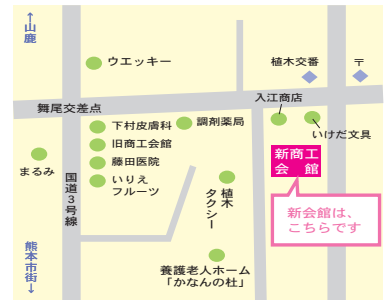 ↑山鹿
ウエッキー
植木交番
〒
舞尾交差点
入江商店
下村皮膚科
調剤薬局
いけだ文具
旧商工会館
まるみ
藤田医院
新商工
会　館
いりえ
フルーツ
国道3号線
植木
タクシー
新会館は、
こちらです
熊本市街↓
養護老人ホーム
「かなんの杜」